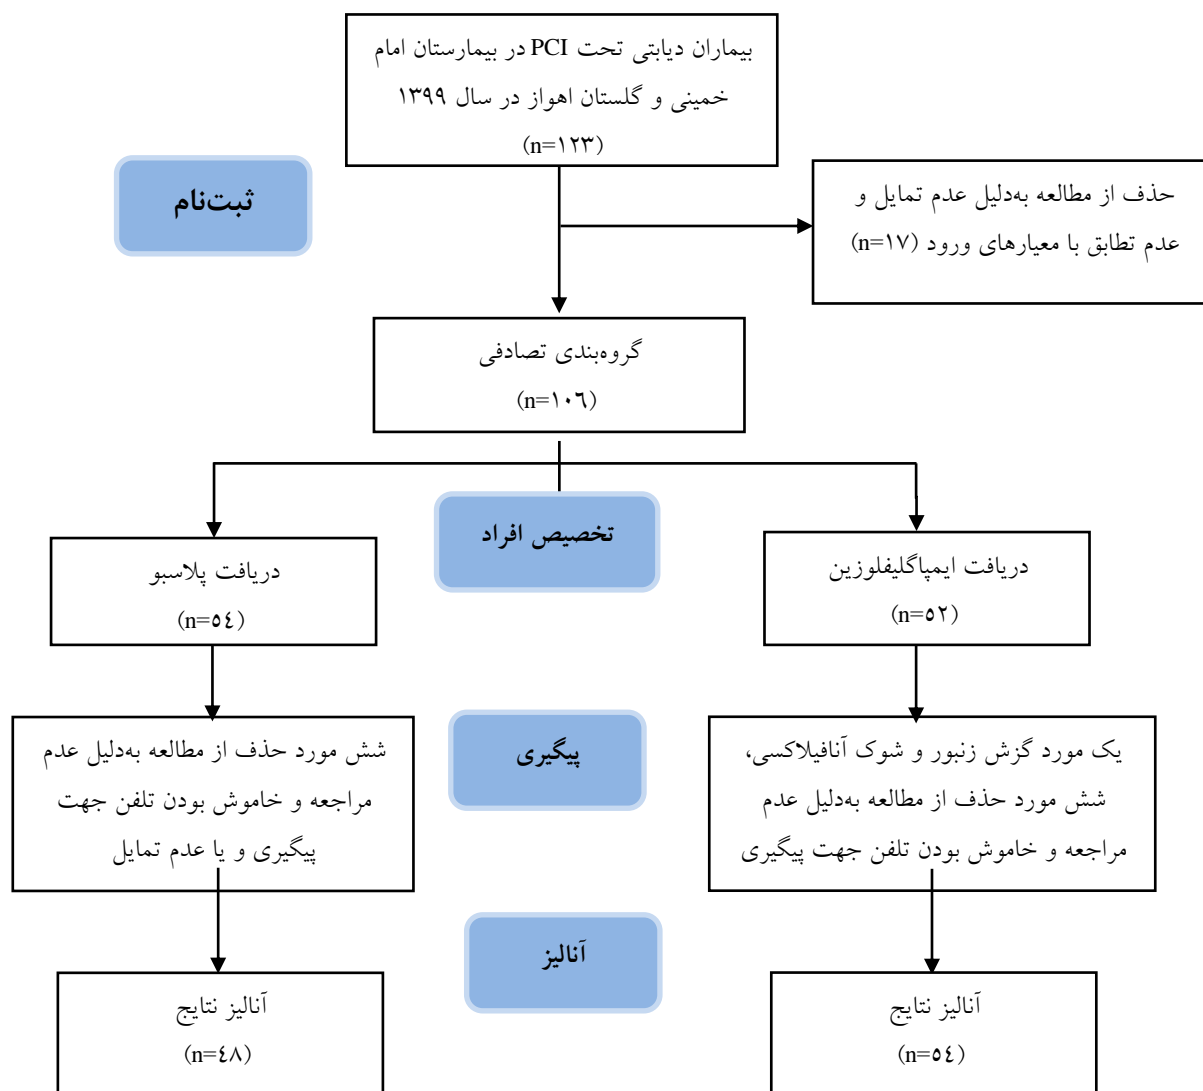 بیماران دیابتی تحت PCI در بیمارستان امام
خمینی و گلستان اهواز در سال ۱۳۹۹
(n=۱۲۳)
ثبت‌نام
حذف از مطالعه به‌دلیل عدم تمایل و
عدم تطابق با معیارهای ورود (n=۱۷)
گروه‌بندی تصادفی
(n=۱۰۶)
تخصیص افراد
دریافت ایمپاگلیفلوزین
(n=۵۲)
دریافت پلاسبو
(n=۵۴)
پیگیری
یک مورد گزش زنبور و شوک آنافیلاکسی،
شش مورد حذف از مطالعه به‌دلیل عدم
مراجعه و خاموش بودن تلفن جهت پیگیری
شش مورد حذف از مطالعه به‌دلیل عدم
مراجعه و خاموش بودن تلفن جهت
پیگیری و یا عدم تمایل
آنالیز
آنالیز نتایج
(n=۵۴)
آنالیز نتایج
(n=۴۸)